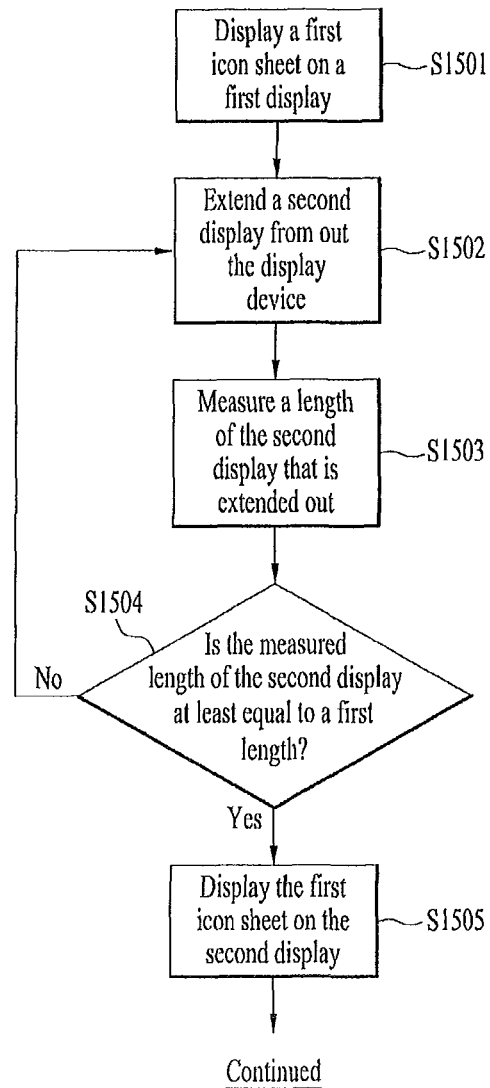 Display a first
icon sheet on a
first display
S1501
Extend a second
display from out
the display
device
S1502
Measure a length
of the second
display that is
extended out
S1503
S1504
Is the measured
length of the second display
at least equal to a first
length?
No
Yes
Display the first
icon sheet on the
second display
S1505
Continued